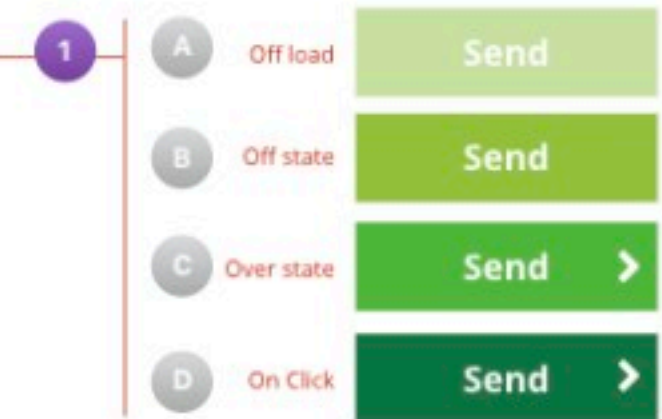 1
A Off load Send
B Off state Send
C Over state Send
D On Click Send